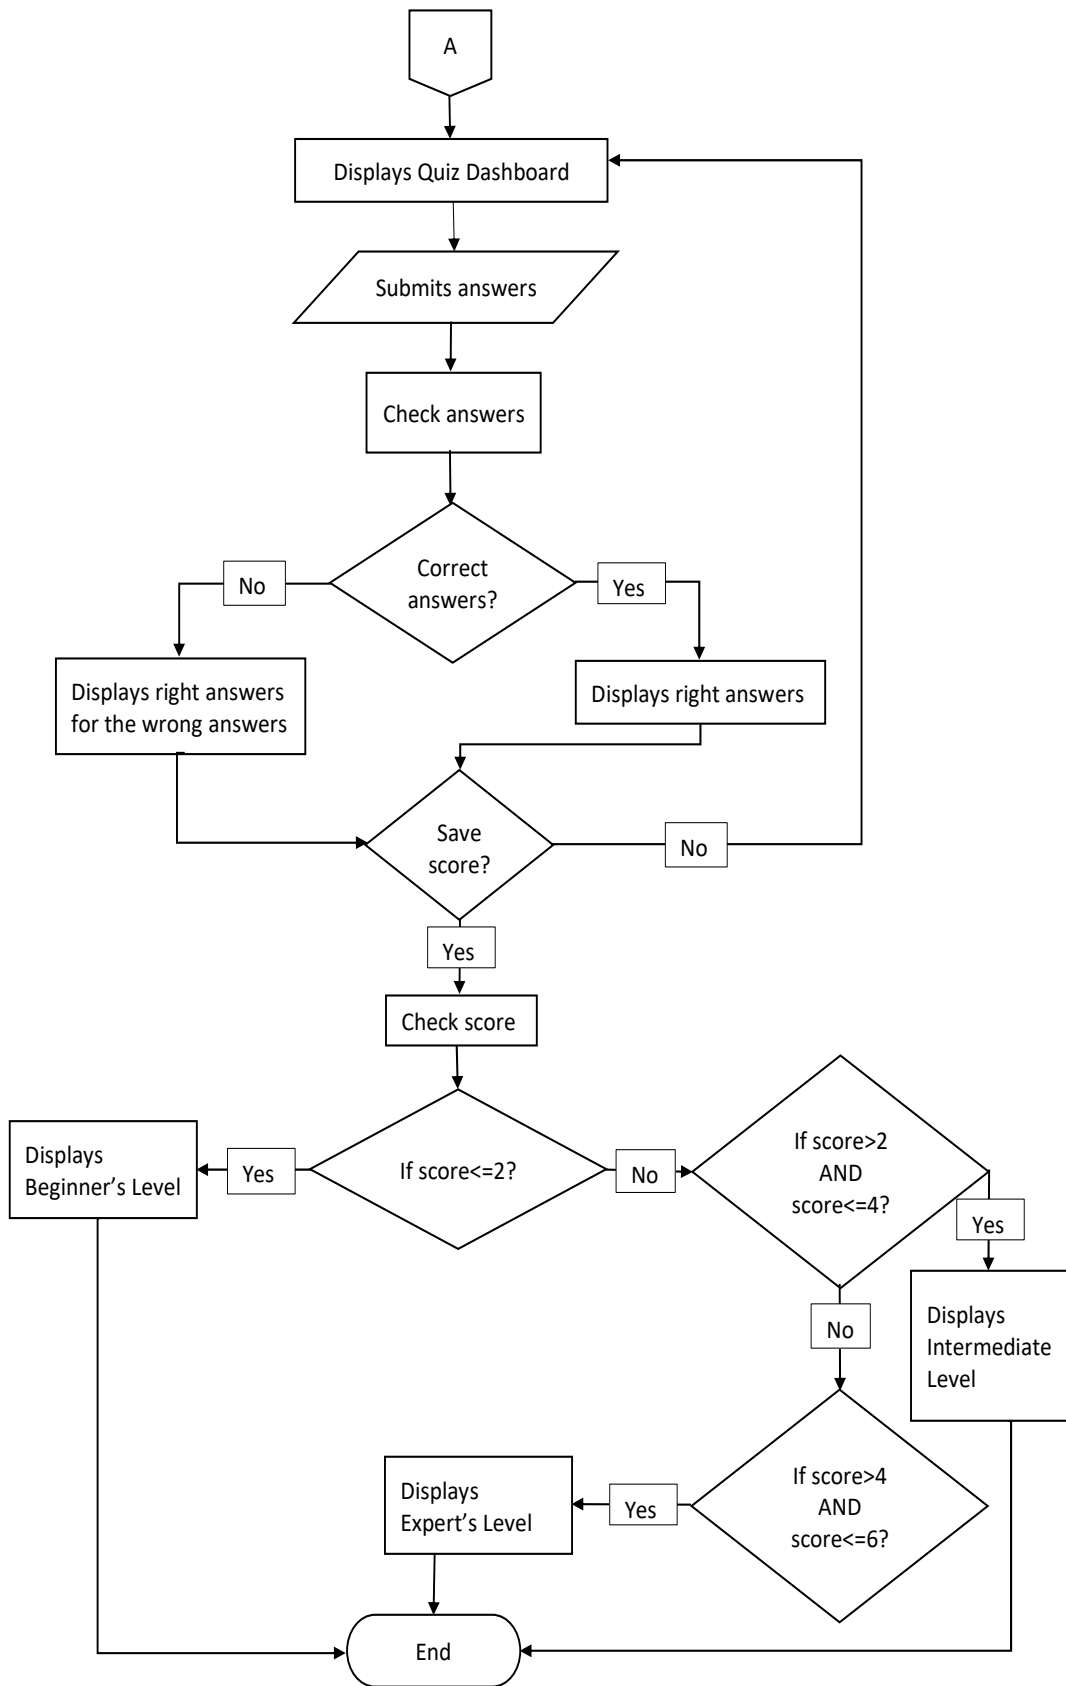 A
Displays Quiz Dashboard
Submits answers
Check answers
Correct
answers?
No
Yes
Displays right answers
for the wrong answers
Displays right answers
Save
score?
No
Yes
Check score
If score<=2?
Yes
Displays
Beginner’s Level
No
If score>2
AND
score<=4?
Yes
Displays
Intermediate
Level
No
If score>4
AND
score<=6?
Yes
Displays
Expert’s Level
End